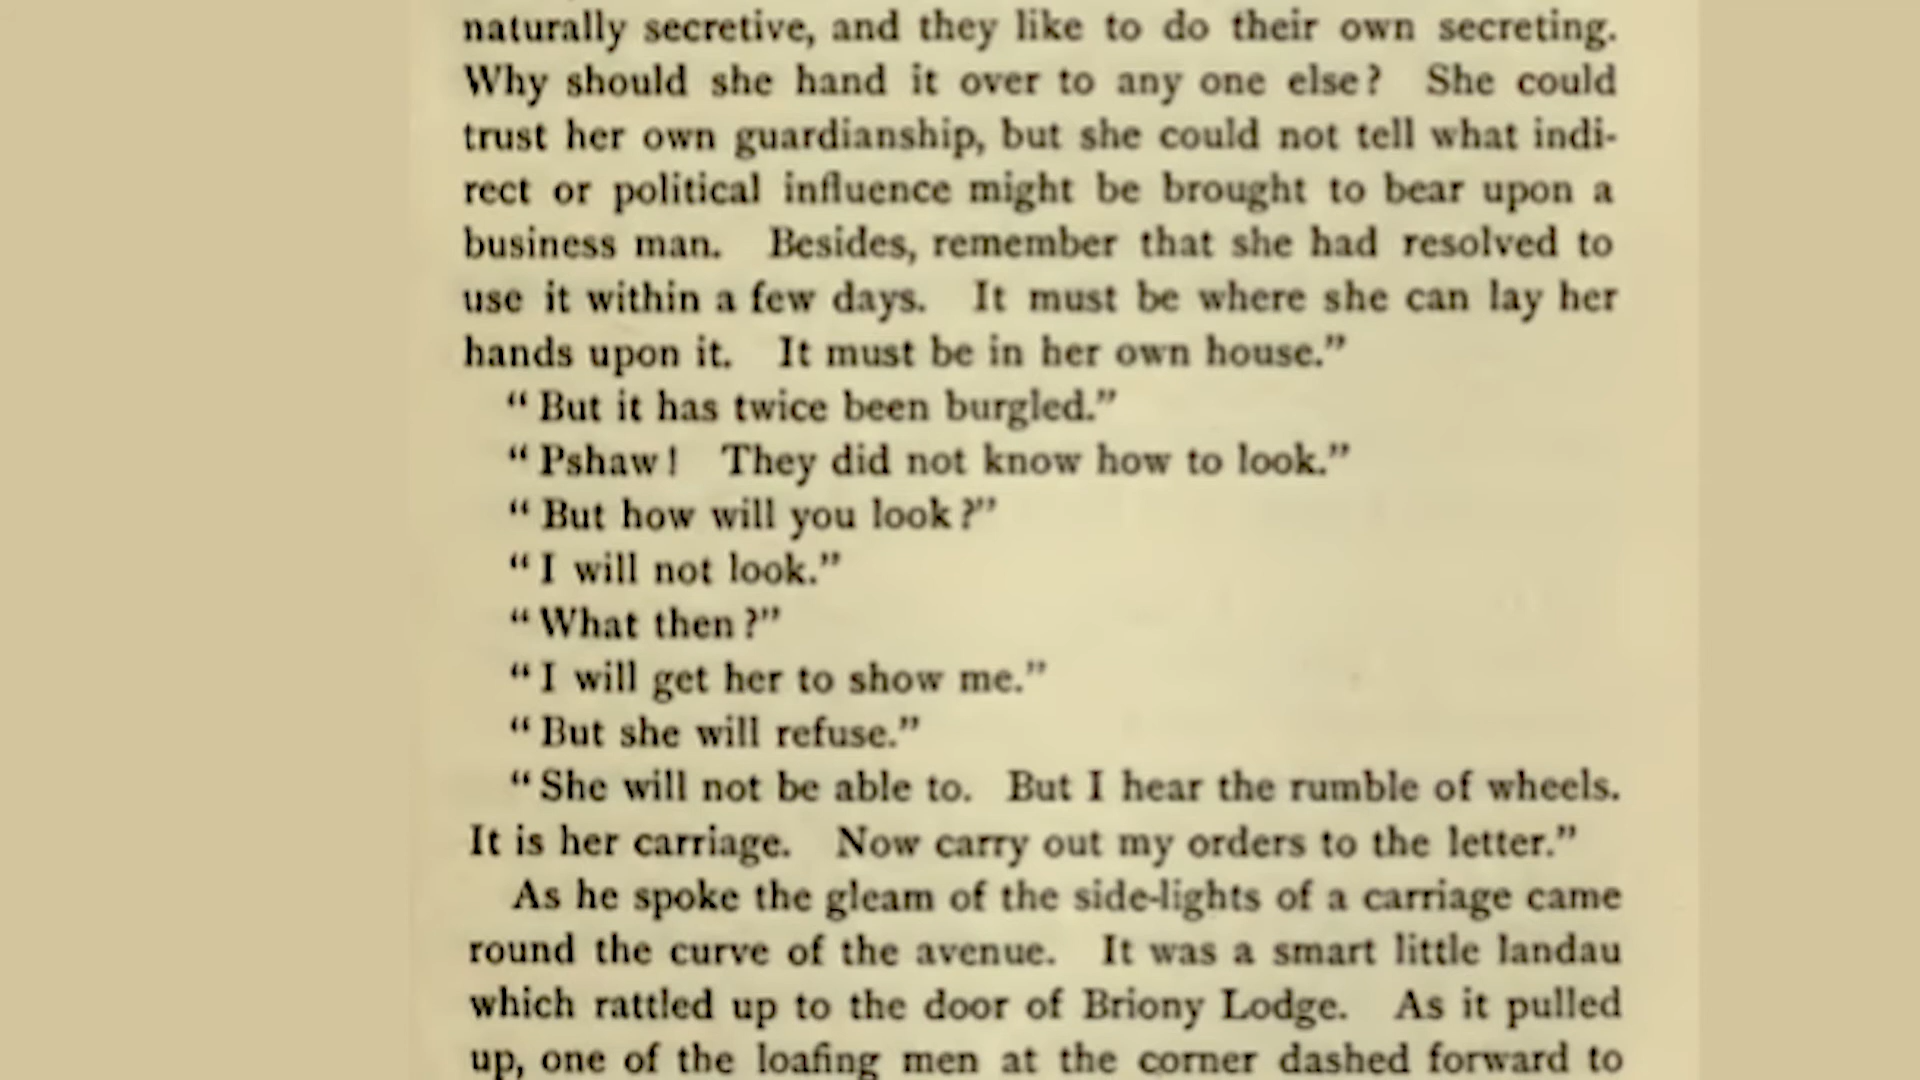 naturally secretive, and they like to do their own secreting.
Why should she hand it over to any one else? She could
trust her own guardianship, but she could not tell what indi-
rect or political influence might be brought to bear upon a
business man. Besides, remember that she had resolved to
use it within a few days. It must be where she can lay her
hands upon it. It must be in her own house.”
“ But it has twice been burgled.”
“ Pshaw! They did not know how to look.”
“ But how will you look?”
“ I will not look.”
“ What then?”
“ I will get her to show me.”
“ But she will refuse.”
“ She will not be able to. But I hear the rumble of wheels.
It is her carriage. Now carry out my orders to the letter.”
As he spoke the gleam of the side-lights of a carriage came
round the curve of the avenue. It was a smart little landau
which rattled up to the door of Briony Lodge. As it pulled
up, one of the loafing men at the corner dashed forward to